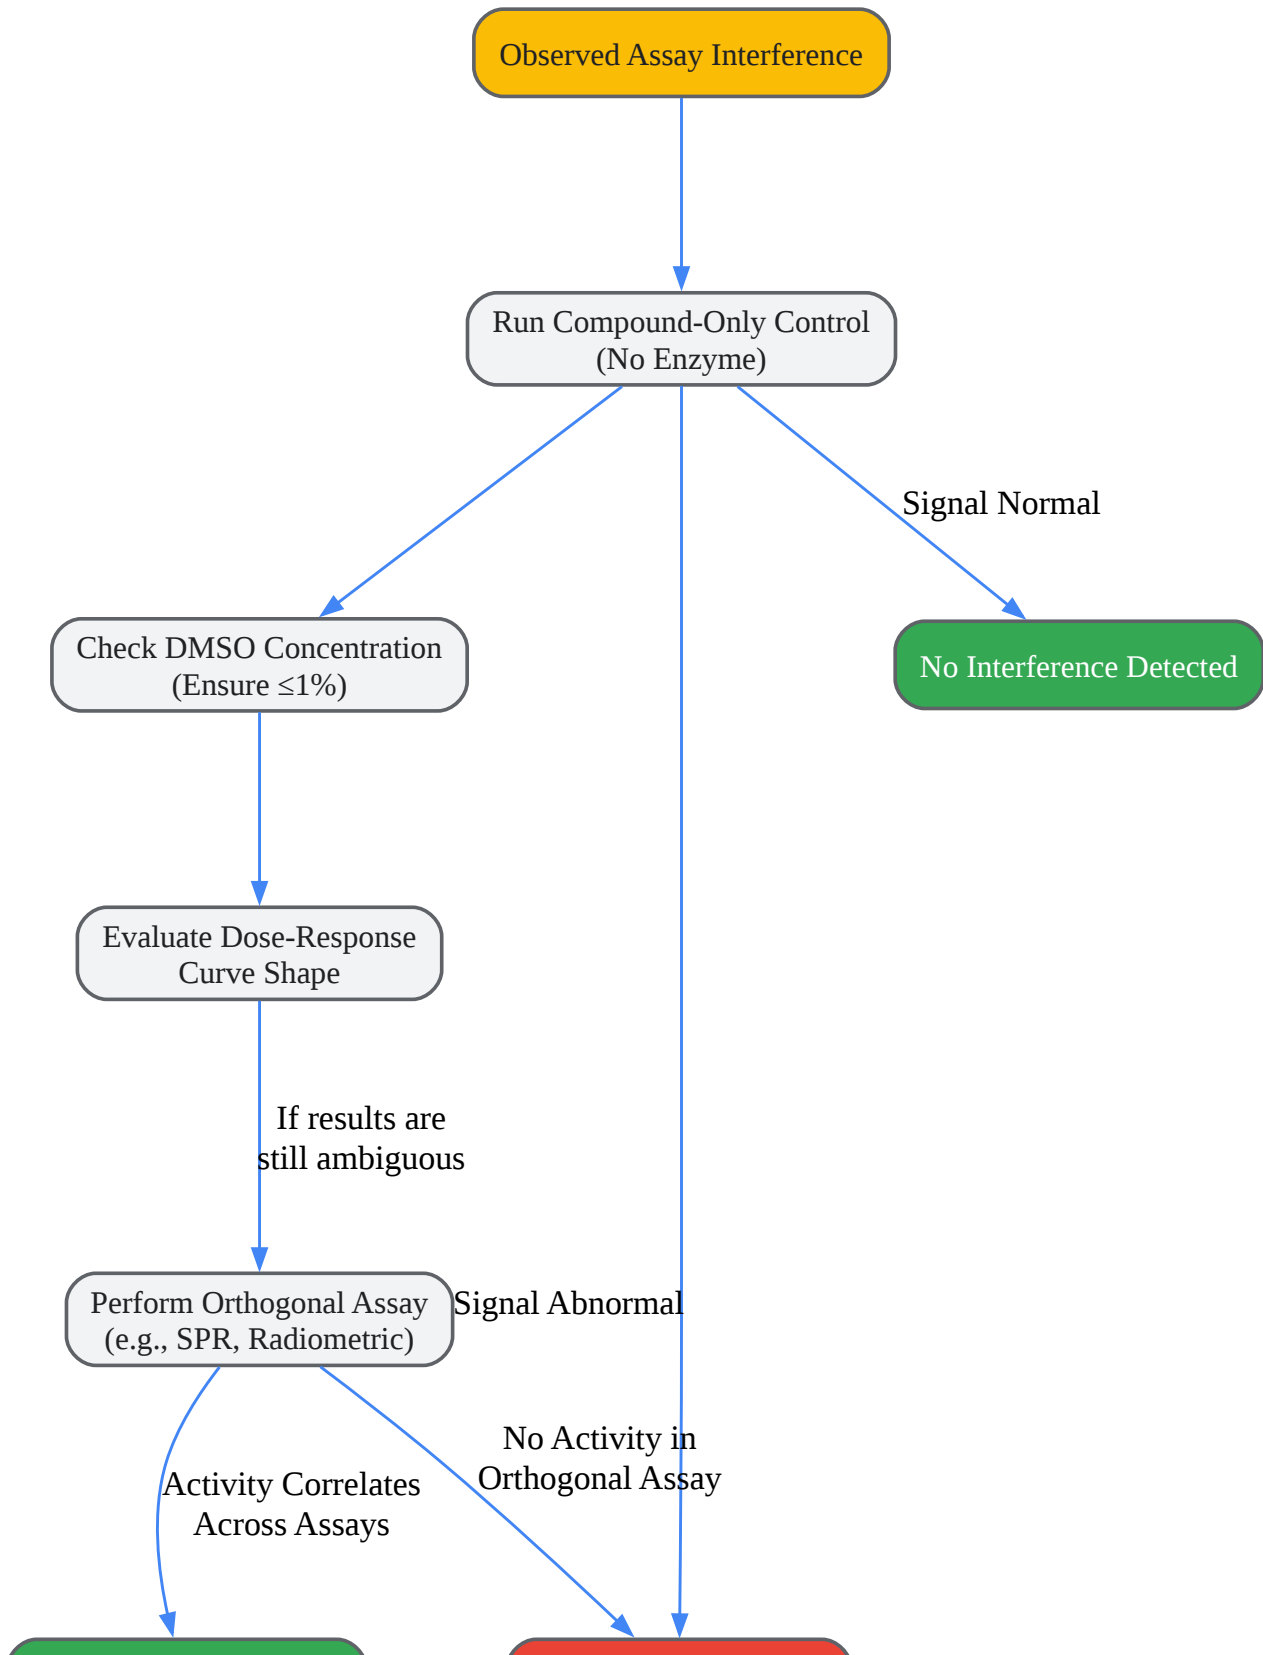 Observed Assay Interference
Run Compound-Only Control
(No Enzyme)
Signal Normal
Check DMSO Concentration
(Ensure ≤1%)
No Interference Detected
Evaluate Dose-Response
Curve Shape
If results are
still ambiguous
Perform Orthogonal Assay
(e.g., SPR, Radiometric)
Signal Abnormal
No Activity in
Orthogonal Assay
Activity Correlates
Across Assays